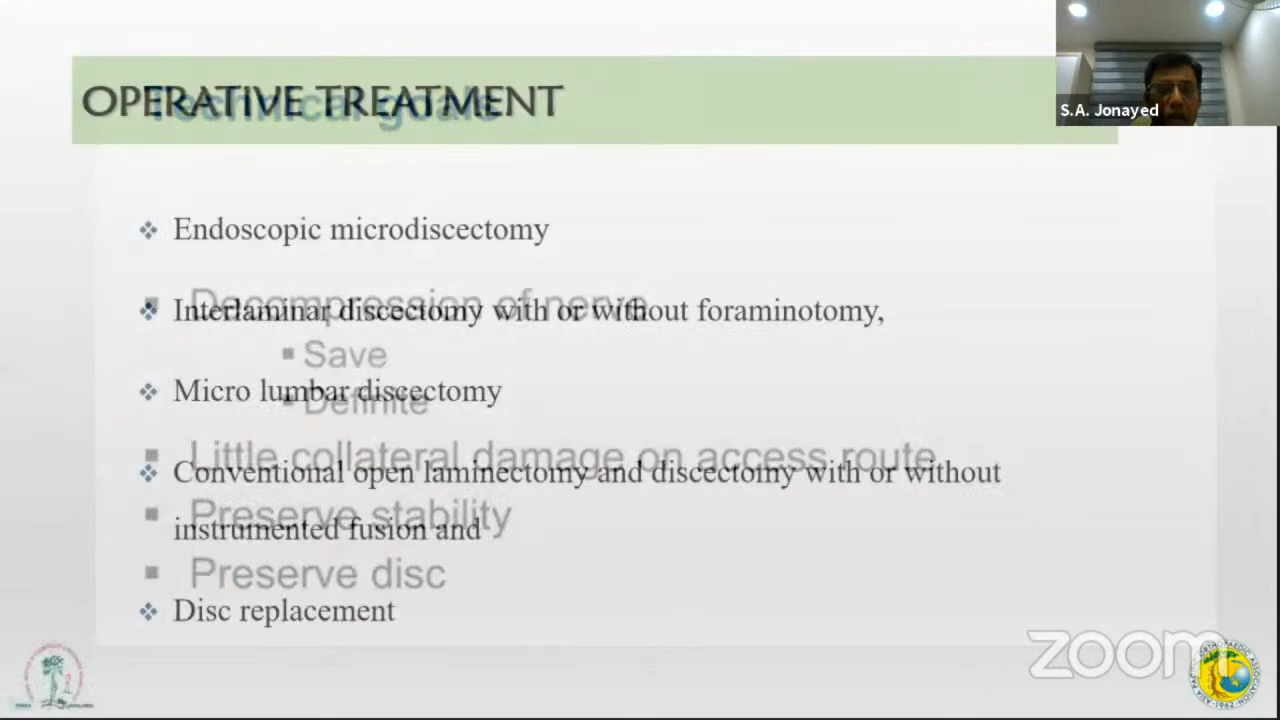 OPERATIVE TREATMENT
Technical goals
S.A. Jonayed
Endoscopic microdiscectomy
Decompression of nerve
Interlaminar discectomy with or without foraminotomy,
Save
Micro lumbar discectomy
Definite
Little collateral damage on access route
Conventional open laminectomy and discectomy with or without
Preserve stability
instrumented fusion and
Preserve disc
Disc replacement
zoom